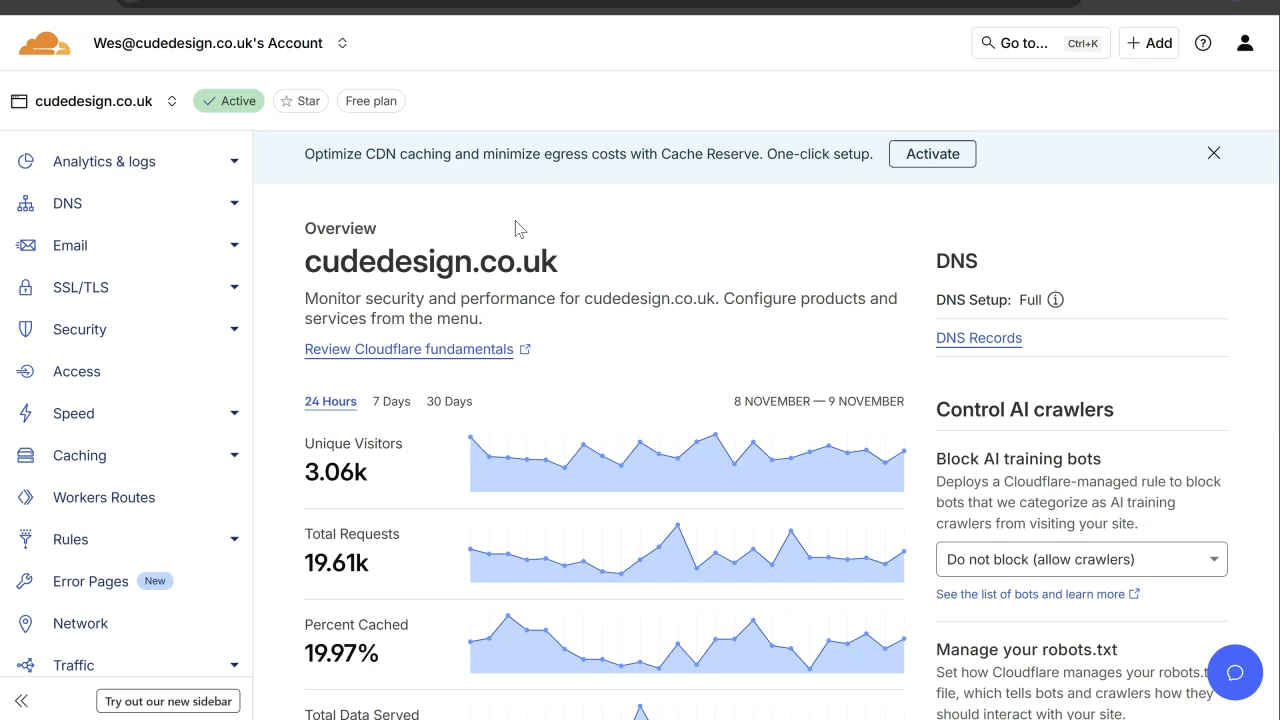 Wes@cudedesign.co.uk's Account
Go to... Ctrl+K
+ Add
cudedesign.co.uk
Active
Star
Free plan
Analytics & logs
DNS
Email
SSL/TLS
Security
Access
Speed
Caching
Workers Routes
Rules
Error Pages New
Network
Traffic
Try out our new sidebar
Optimize CDN caching and minimize egress costs with Cache Reserve. One-click setup.
Activate
Overview
cudedesign.co.uk
Monitor security and performance for cudedesign.co.uk. Configure products and
services from the menu.
Review Cloudflare fundamentals
24 Hours 7 Days 30 Days
8 NOVEMBER — 9 NOVEMBER
Unique Visitors
3.06k
Total Requests
19.61k
Percent Cached
19.97%
Total Data Served
DNS
DNS Setup: Full
DNS Records
Control AI crawlers
Block AI training bots
Deploys a Cloudflare-managed rule to block
bots that we categorize as AI training
crawlers from visiting your site.
Do not block (allow crawlers)
See the list of bots and learn more
Manage your robots.txt
Set how Cloudflare manages your robots.t
file, which tells bots and crawlers how they
should interact with your site.